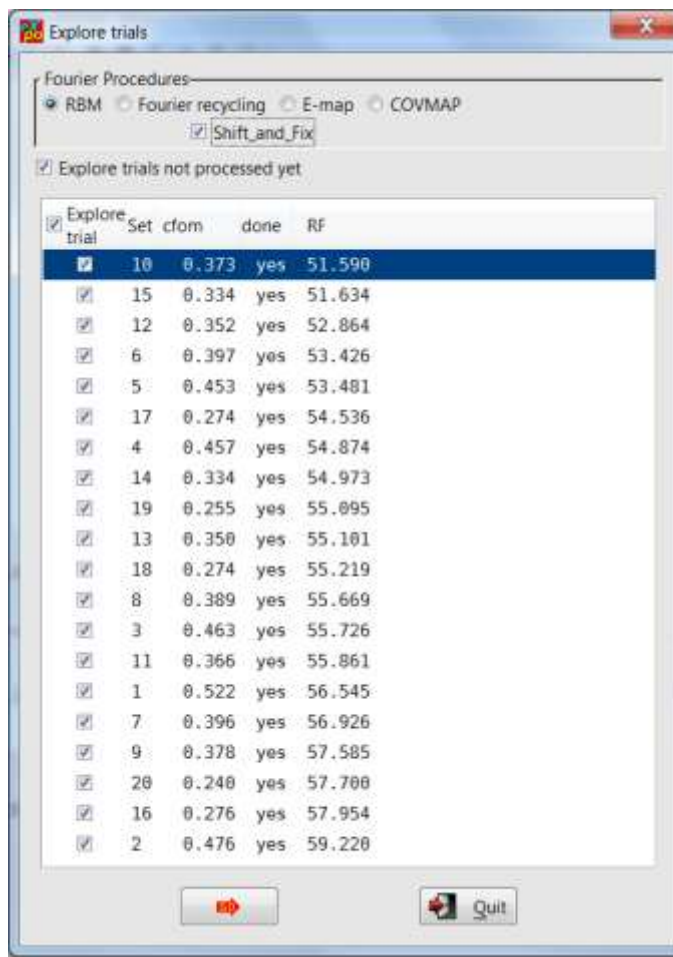 Explore trials
Fourier Procedures
RBM Fourier recycling E-map COVMAP
Shift_and_Fix
Explore trials not processed yet
Explore trial Set cfom done RF
10 0.373 yes 51.590
15 0.334 yes 51.634
12 0.352 yes 52.864
6 0.397 yes 53.426
5 0.453 yes 53.481
17 0.274 yes 54.536
4 0.457 yes 54.874
14 0.334 yes 54.973
19 0.255 yes 55.095
13 0.350 yes 55.101
18 0.274 yes 55.219
8 0.389 yes 55.669
3 0.463 yes 55.726
11 0.366 yes 55.861
1 0.522 yes 56.545
7 0.396 yes 56.926
9 0.378 yes 57.585
20 0.240 yes 57.700
16 0.276 yes 57.954
2 0.476 yes 59.220
Quit